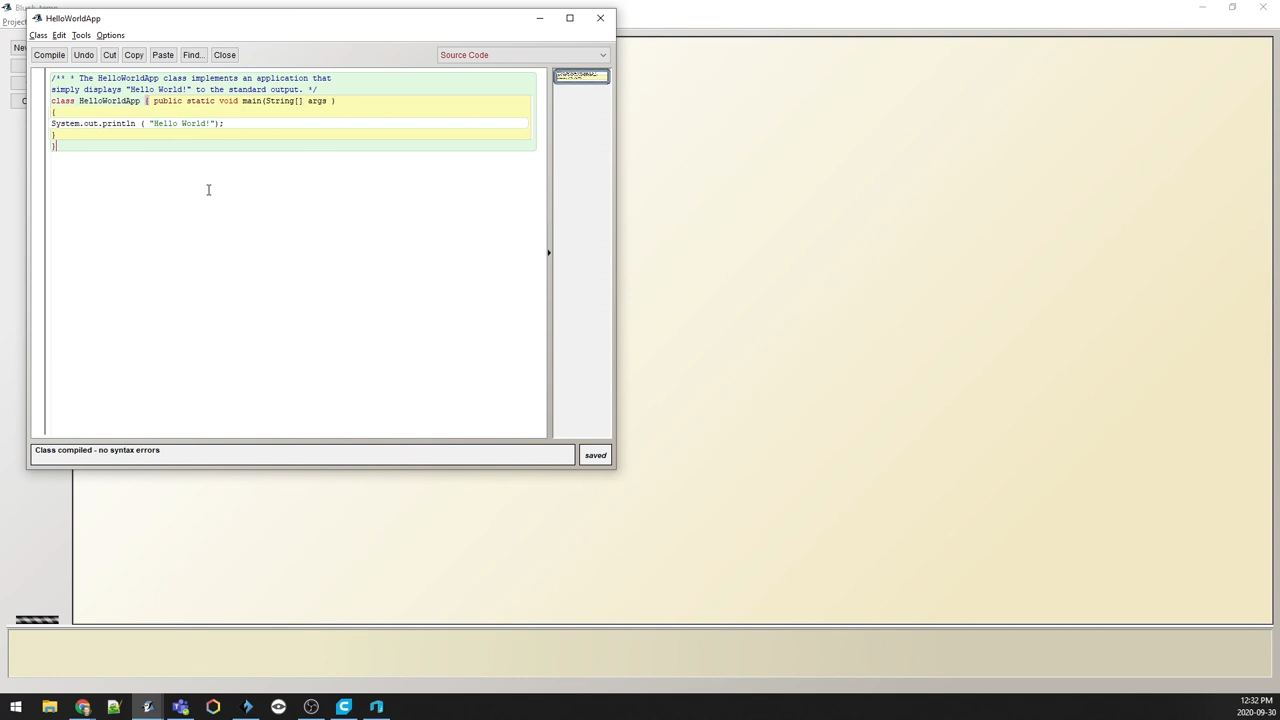 HelloWorldApp
Class Edit Tools Options
Compile Undo Cut Copy Paste Find... Close Source Code
/** * The HelloWorldApp class implements an application that
simply displays "Hello World!" to the standard output. */
class HelloWorldApp { public static void main(String[] args )
{
System.out.println ( "Hello World!");
}
}
Class compiled - no syntax errors
saved
12:32 PM
2020-09-30